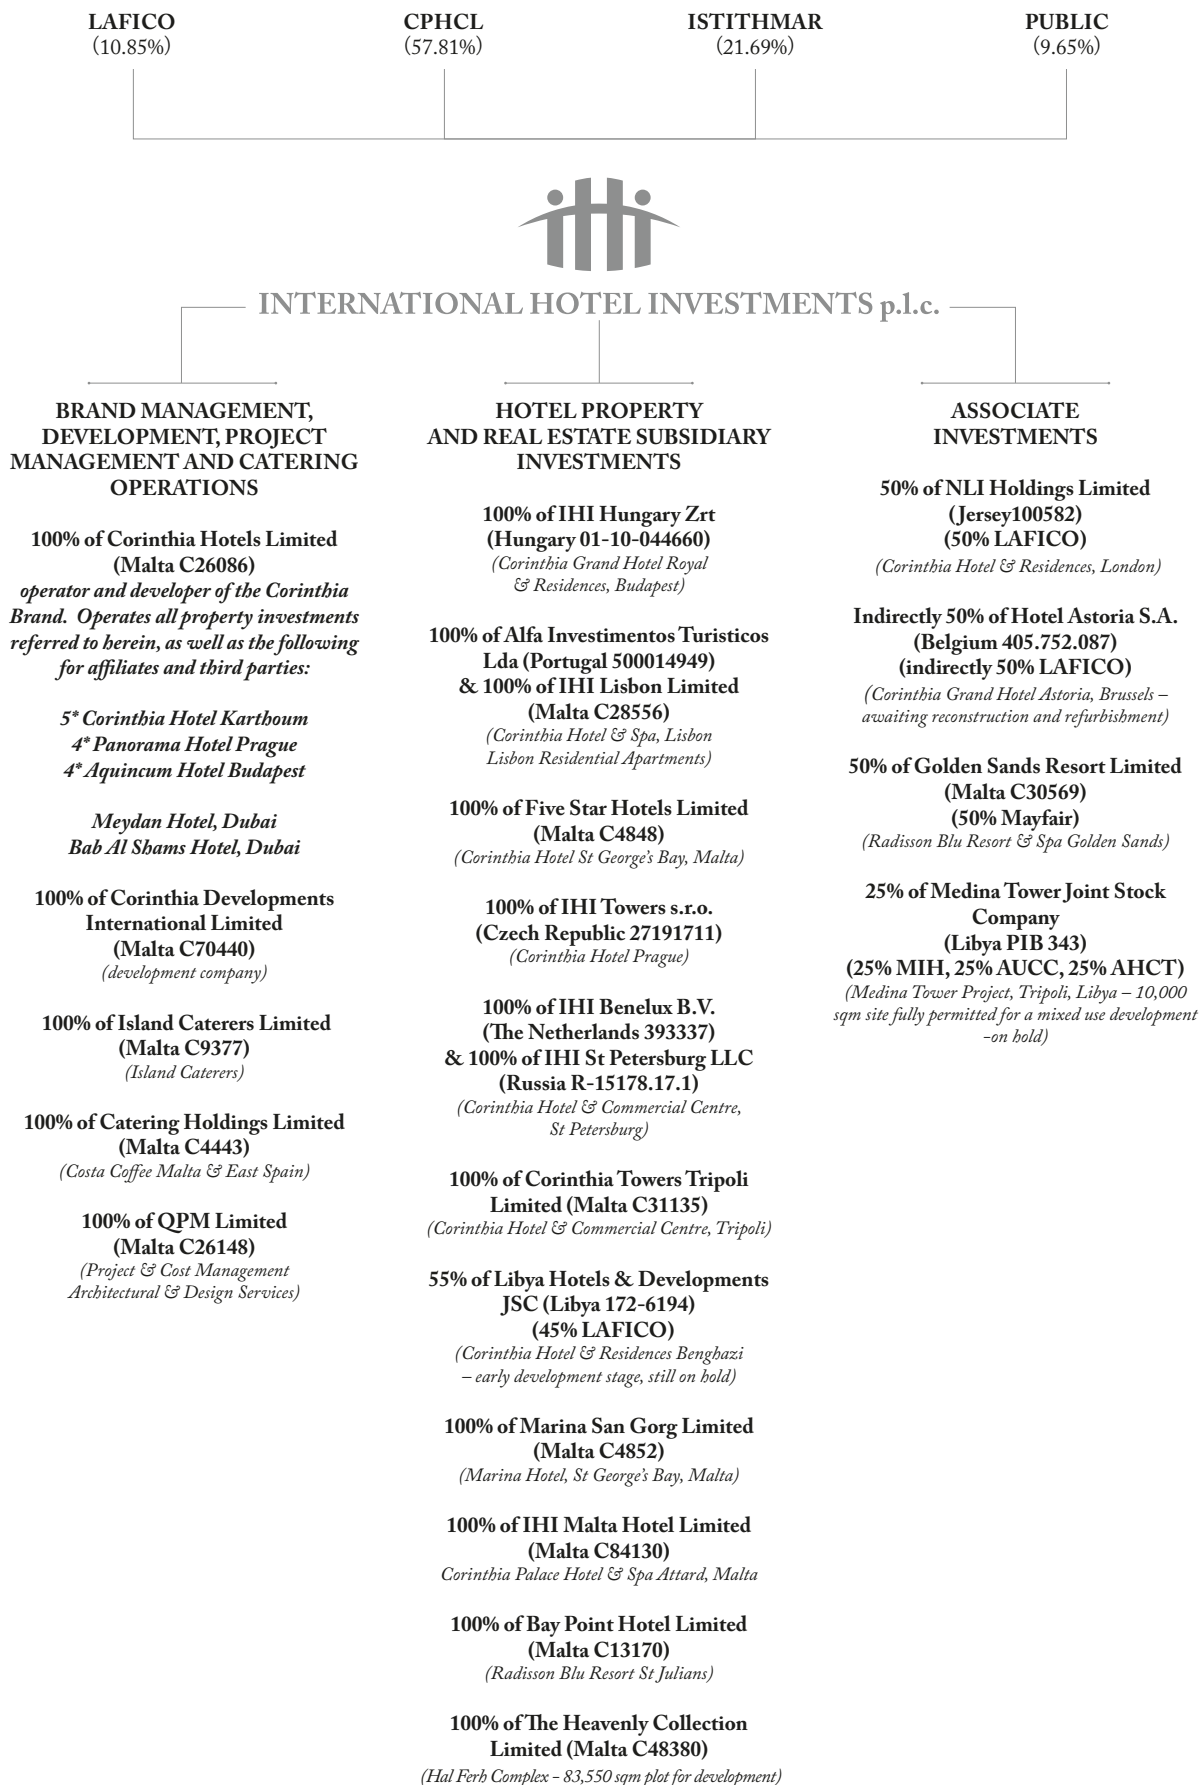 LAFICO
(10.85%)
CPHCL
(57.81%)
ISTITHMAR
(21.69%)
PUBLIC
(9.65%)
INTERNATIONAL HOTEL INVESTMENTS p.l.c.
BRAND MANAGEMENT,
DEVELOPMENT, PROJECT
MANAGEMENT AND CATERING
OPERATIONS
100% of Corinthia Hotels Limited
(Malta C26086)
operator and developer of the Corinthia
Brand. Operates all property investments
referred to herein, as well as the following
for affiliates and third parties:
5* Corinthia Hotel Karthoum
4* Panorama Hotel Prague
4* Aquincum Hotel Budapest
Meydan Hotel, Dubai
Bab Al Shams Hotel, Dubai
100% of Corinthia Developments
International Limited
(Malta C70440)
(development company)
100% of Island Caterers Limited
(Malta C9377)
(Island Caterers)
100% of Catering Holdings Limited
(Malta C4443)
(Costa Coffee Malta & East Spain)
100% of QPM Limited
(Malta C26148)
(Project & Cost Management
Architectural & Design Services)
HOTEL PROPERTY
AND REAL ESTATE SUBSIDIARY
INVESTMENTS
100% of IHI Hungary Zrt
(Hungary 01-10-044660)
(Corinthia Grand Hotel Royal
& Residences, Budapest)
100% of Alfa Investimentos Turisticos
Lda (Portugal 500014949)
& 100% of IHI Lisbon Limited
(Malta C28556)
(Corinthia Hotel & Spa, Lisbon
Lisbon Residential Apartments)
100% of Five Star Hotels Limited
(Malta C4848)
(Corinthia Hotel St George's Bay, Malta)
100% of IHI Towers s.r.o.
(Czech Republic 27191711)
(Corinthia Hotel Prague)
100% of IHI Benelux B.V.
(The Netherlands 393337)
& 100% of IHI St Petersburg LLC
(Russia R-15178.17.1)
(Corinthia Hotel & Commercial Centre,
St Petersburg)
100% of Corinthia Towers Tripoli
Limited (Malta C31135)
(Corinthia Hotel & Commercial Centre, Tripoli)
55% of Libya Hotels & Developments
JSC (Libya 172-6194)
(45% LAFICO)
(Corinthia Hotel & Residences Benghazi
– early development stage, still on hold)
100% of Marina San Gorg Limited
(Malta C4852)
(Marina Hotel, St George's Bay, Malta)
100% of IHI Malta Hotel Limited
(Malta C84130)
Corinthia Palace Hotel & Spa Attard, Malta
100% of Bay Point Hotel Limited
(Malta C13170)
(Radisson Blu Resort St Julians)
100% of The Heavenly Collection
Limited (Malta C48380)
(Hal Ferh Complex - 83,550 sqm plot for development)
ASSOCIATE
INVESTMENTS
50% of NLI Holdings Limited
(Jersey100582)
(50% LAFICO)
(Corinthia Hotel & Residences, London)
Indirectly 50% of Hotel Astoria S.A.
(Belgium 405.752.087)
(indirectly 50% LAFICO)
(Corinthia Grand Hotel Astoria, Brussels –
awaiting reconstruction and refurbishment)
50% of Golden Sands Resort Limited
(Malta C30569)
(50% Mayfair)
(Radisson Blu Resort & Spa Golden Sands)
25% of Medina Tower Joint Stock
Company
(Libya PIB 343)
(25% MIH, 25% AUCC, 25% AHCT)
(Medina Tower Project, Tripoli, Libya – 10,000
sqm site fully permitted for a mixed use development
-on hold)